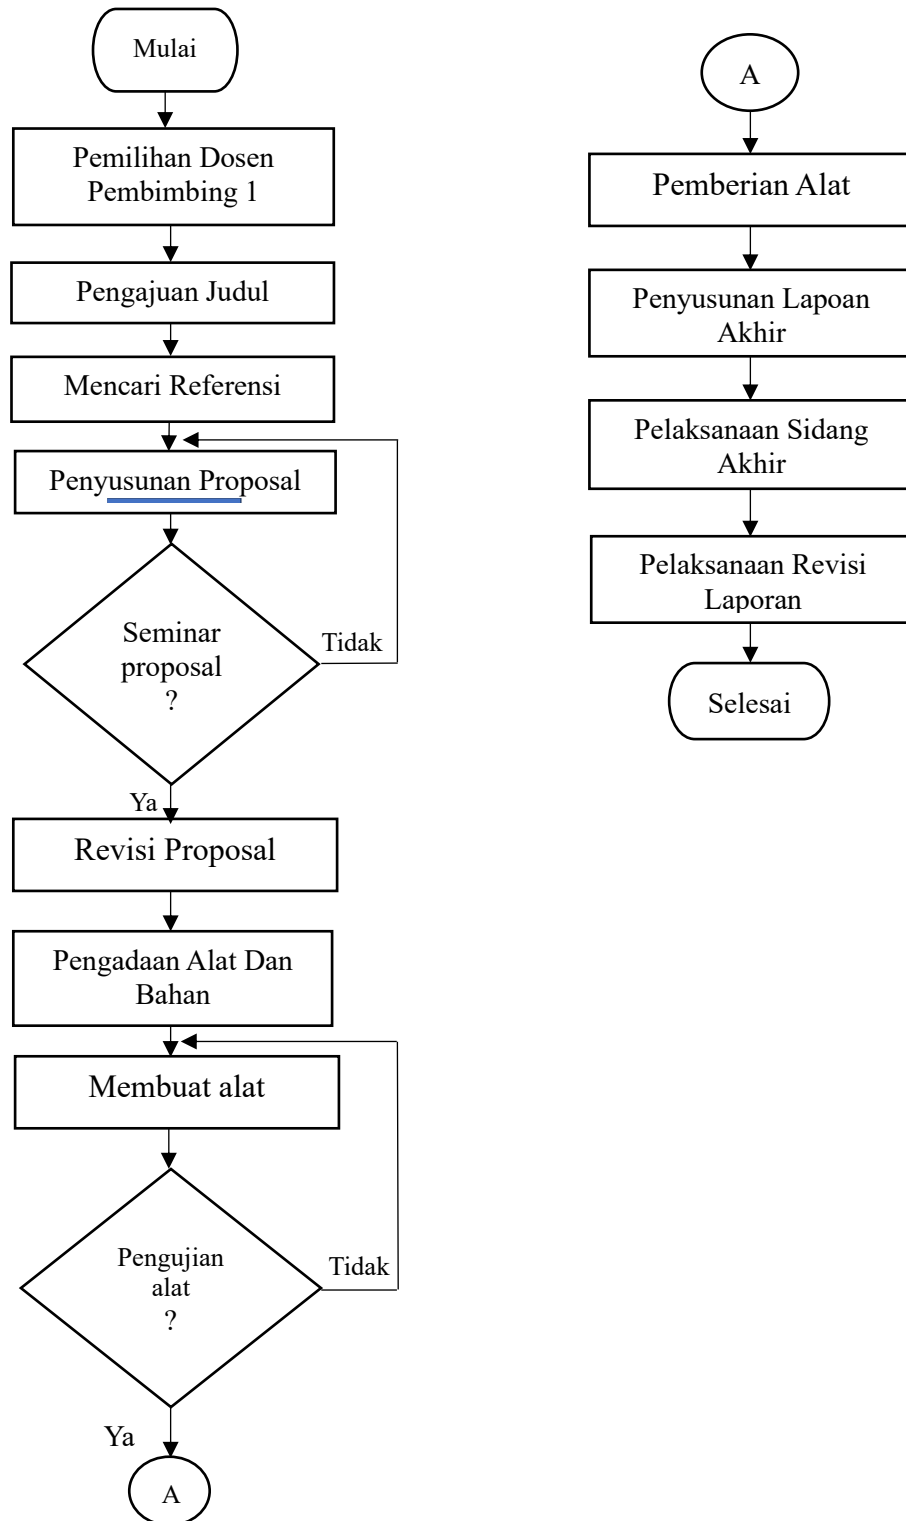 Mulai
Pemilihan Dosen
Pembimbing 1
Pengajuan Judul
Mencari Referensi
Penyusunan Proposal
Seminar
proposal
?
Tidak
Ya
Revisi Proposal
Pengadaan Alat Dan
Bahan
Membuat alat
Pengujian
alat
?
Tidak
Ya
A
A
Pemberian Alat
Penyusunan Lapoan
Akhir
Pelaksanaan Sidang
Akhir
Pelaksanaan Revisi
Laporan
Selesai